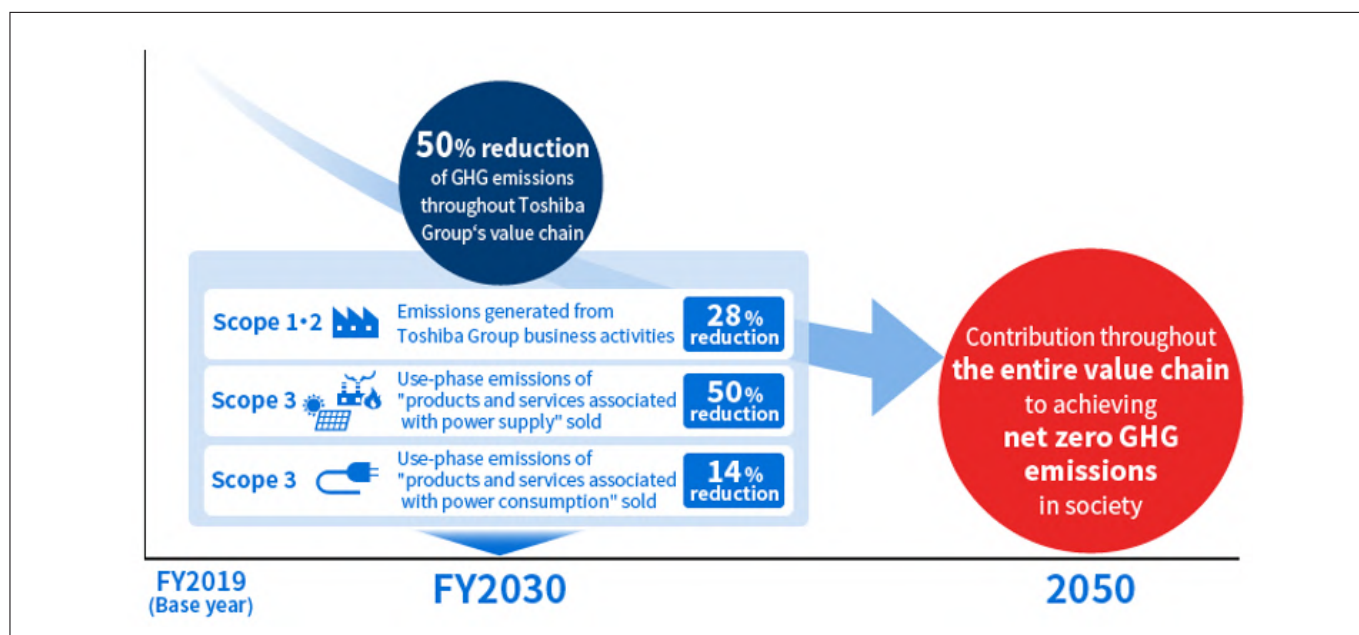 50% reduction
of GHG emissions
throughout Toshiba
Group‘s value chain
Scope 1•2
Emissions generated from
Toshiba Group business activities
28%
reduction
Scope 3
Use-phase emissions of
"products and services associated
with power supply" sold
50%
reduction
Scope 3
Use-phase emissions of
"products and services associated
with power consumption" sold
14%
reduction
Contribution throughout
the entire value chain
to achieving
net zero GHG
emissions
in society
FY2019
(Base year)
FY2030
2050